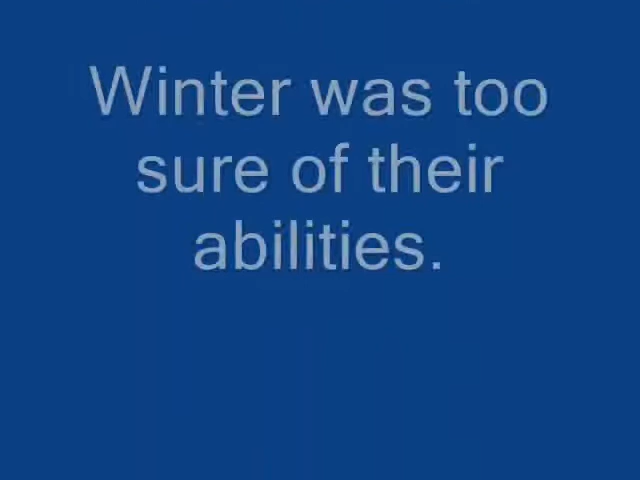 Winter was too
sure of their
abilities.